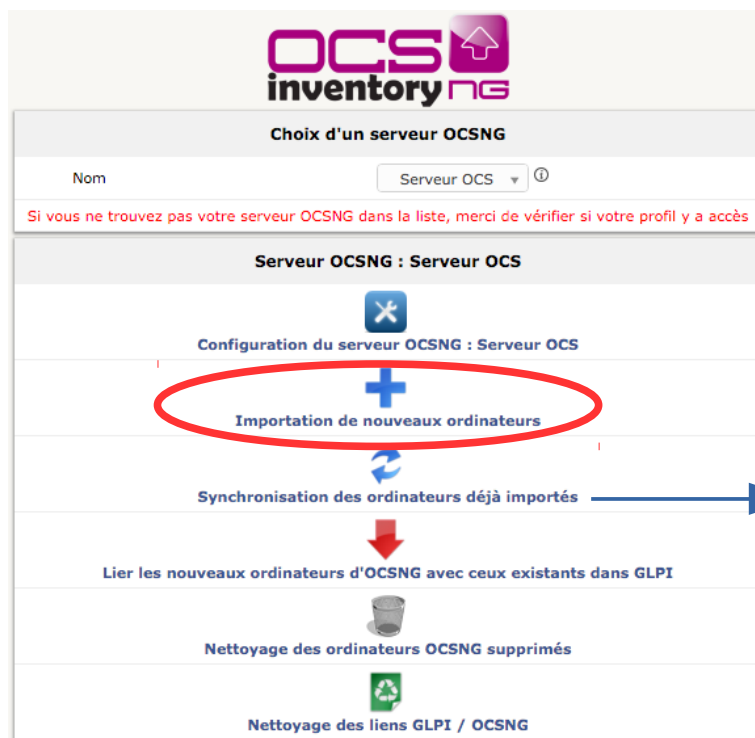 OCS
inventory NG
Choix d'un serveur OCSNG
Nom
Serveur OCS
Si vous ne trouvez pas votre serveur OCSNG dans la liste, merci de vérifier si votre profil y a accès
Serveur OCSNG : Serveur OCS
Configuration du serveur OCSNG : Serveur OCS
Importation de nouveaux ordinateurs
Synchronisation des ordinateurs déjà importés
Lier les nouveaux ordinateurs d'OCSNG avec ceux existants dans GLPI
Nettoyage des ordinateurs OCSNG supprimés
Nettoyage des liens GLPI / OCSNG